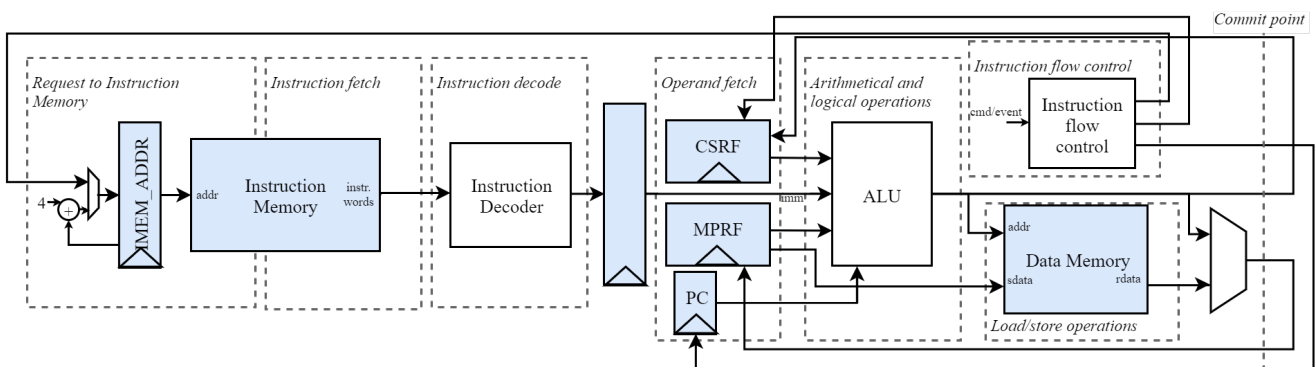 Commit point
Request to Instruction
Memory
Instruction fetch
Instruction decode
Operand fetch
Arithmetical and
logical operations
Instruction flow control
cmd/event
Instruction
flow
control
IMEM_ADDR
4
+
addr
Instruction
Memory
instr.
words
Instruction
Decoder
CSRF
imm
MPRF
PC
ALU
addr
Data Memory
sdata
rdata
Load/store operations